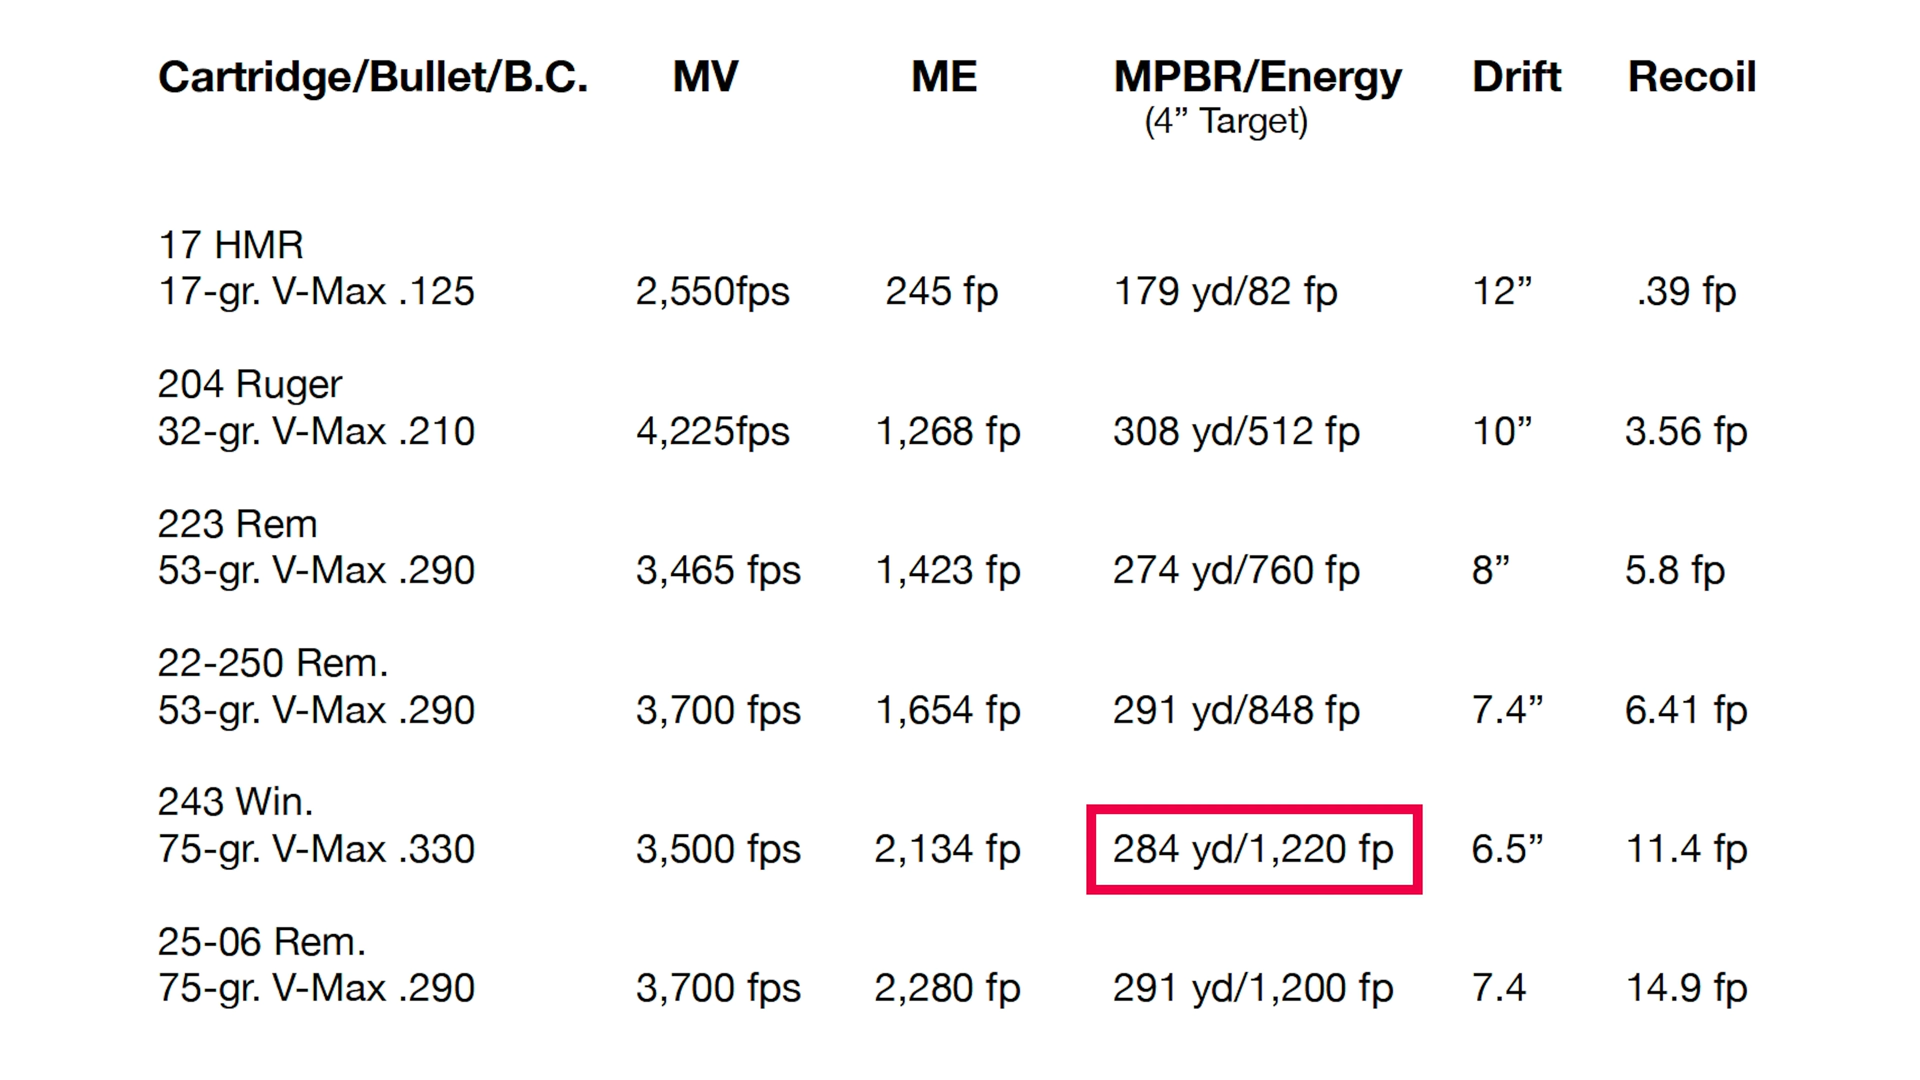 Cartridge/Bullet/B.C. MV ME MPBR/Energy Drift Recoil
(4” Target)
17 HMR
17-gr. V-Max .125 2,550fps 245 fp 179 yd/82 fp 12” .39 fp
204 Ruger
32-gr. V-Max .210 4,225fps 1,268 fp 308 yd/512 fp 10” 3.56 fp
223 Rem
53-gr. V-Max .290 3,465 fps 1,423 fp 274 yd/760 fp 8” 5.8 fp
22-250 Rem.
53-gr. V-Max .290 3,700 fps 1,654 fp 291 yd/848 fp 7.4” 6.41 fp
243 Win.
75-gr. V-Max .330 3,500 fps 2,134 fp 284 yd/1,220 fp 6.5” 11.4 fp
25-06 Rem.
75-gr. V-Max .290 3,700 fps 2,280 fp 291 yd/1,200 fp 7.4 14.9 fp